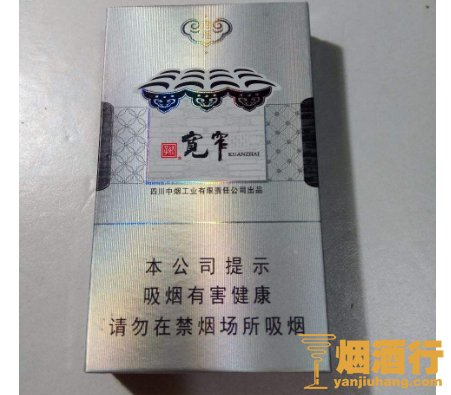 宽窄
KUANZHAI
四川中烟工业有限责任公司出品
本公司提示
吸烟有害健康
请勿在禁烟场所吸烟
烟酒行
yanjiuhang.com